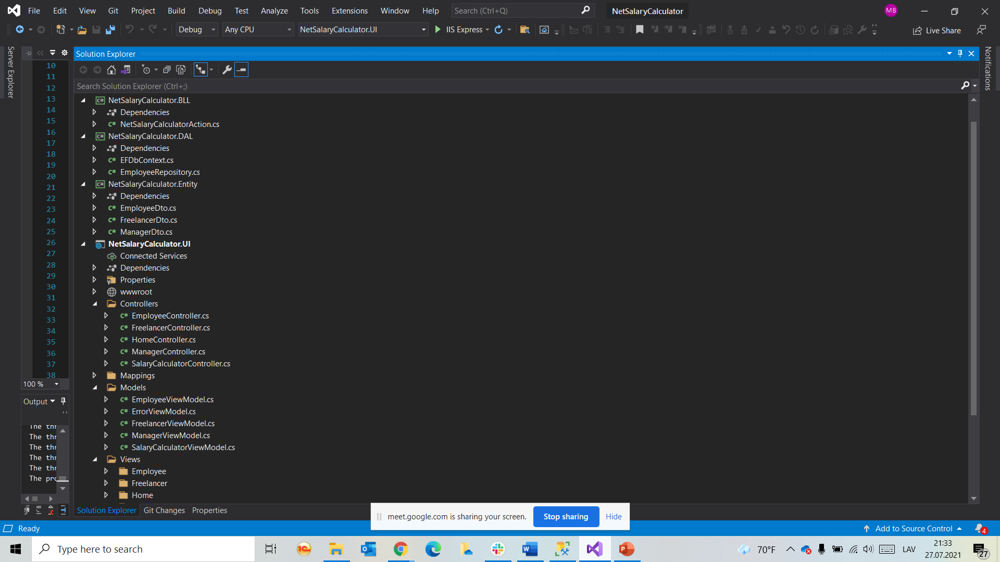 File Edit View Git Project Build Debug Test Analyze Tools Extensions Window Help Search (Ctrl+Q) NetSalaryCalculator MB
Debug Any CPU NetSalaryCalculator.UI IIS Express Live Share
Server Explorer
Notifications
Solution Explorer
Search Solution Explorer (Ctrl+;)
10
11
12
13
14
15
16
17
18
19
20
21
22
23
24
25
26
27
28
29
30
31
32
33
34
35
36
37
38
100 %
Output
The thr
The thr
The thr
The thr
The thr
The pro
NetSalaryCalculator.BLL
Dependencies
C# NetSalaryCalculatorAction.cs
NetSalaryCalculator.DAL
Dependencies
C# EFDbContext.cs
C# EmployeeRepository.cs
NetSalaryCalculator.Entity
Dependencies
C# EmployeeDto.cs
C# FreelancerDto.cs
C# ManagerDto.cs
NetSalaryCalculator.UI
Connected Services
Dependencies
Properties
wwwroot
Controllers
C# EmployeeController.cs
C# FreelancerController.cs
C# HomeController.cs
C# ManagerController.cs
C# SalaryCalculatorController.cs
Mappings
Models
C# EmployeeViewModel.cs
C# ErrorViewModel.cs
C# FreelancerViewModel.cs
C# ManagerViewModel.cs
C# SalaryCalculatorViewModel.cs
Views
Employee
Freelancer
Home
Solution Explorer Git Changes Properties
meet.google.com is sharing your screen. Stop sharing Hide
Ready Add to Source Control 4
Type here to search 70°F LAV 21:33
27.07.2021 27